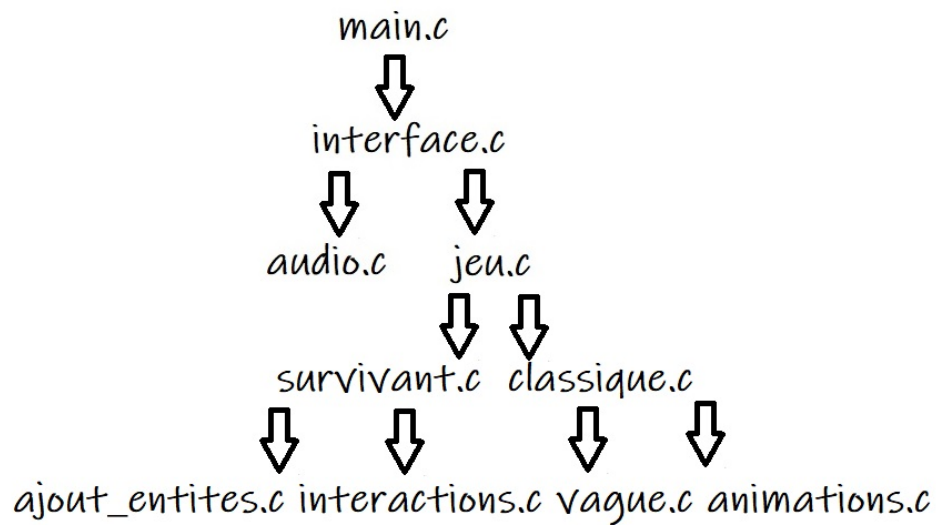 main.c
interface.c
audio.c jeu.c
survivant.c classique.c
ajout_entites.c interactions.c vague.c animations.c